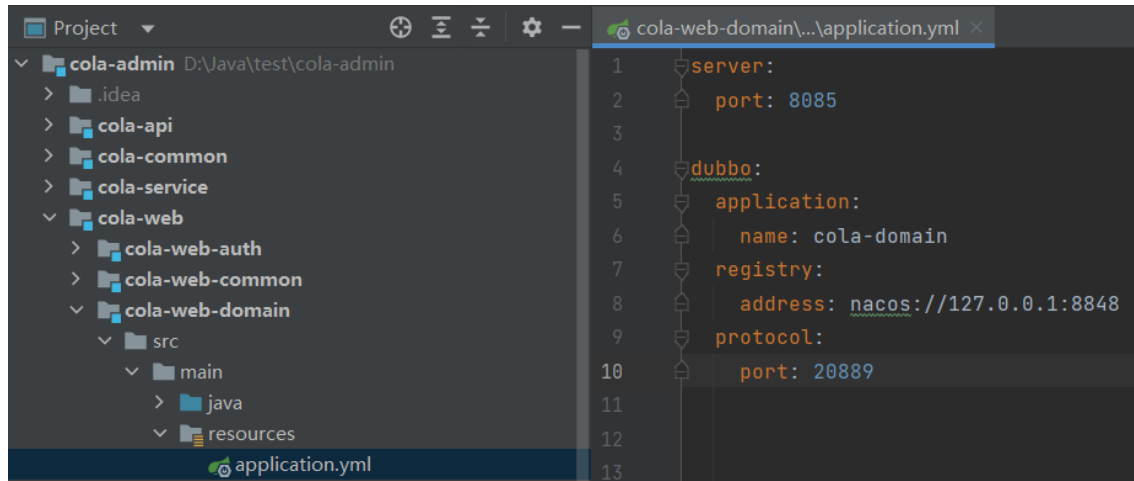 Project
cola-admin D:\Java\test\cola-admin
.idea
cola-api
cola-common
cola-service
cola-web
cola-web-auth
cola-web-common
cola-web-domain
src
main
java
resources
application.yml
cola-web-domain\...\application.yml
1 server:
2   port: 8085
3
4 dubbo:
5   application:
6     name: cola-domain
7   registry:
8     address: nacos://127.0.0.1:8848
9   protocol:
10     port: 20889
11
12
13